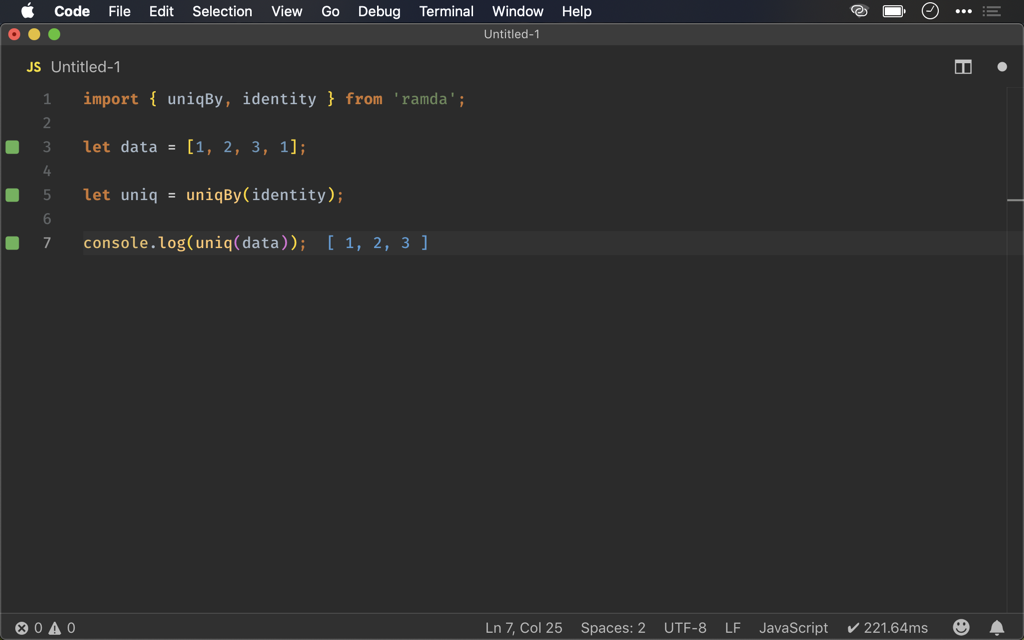 Code File Edit Selection View Go Debug Terminal Window Help
Untitled-1
JS Untitled-1
1 import { uniqBy, identity } from 'ramda';
2
3 let data = [1, 2, 3, 1];
4
5 let uniq = uniqBy(identity);
6
7 console.log(uniq(data)); [ 1, 2, 3 ]
0 0 Ln 7, Col 25 Spaces: 2 UTF-8 LF JavaScript ✔ 221.64ms